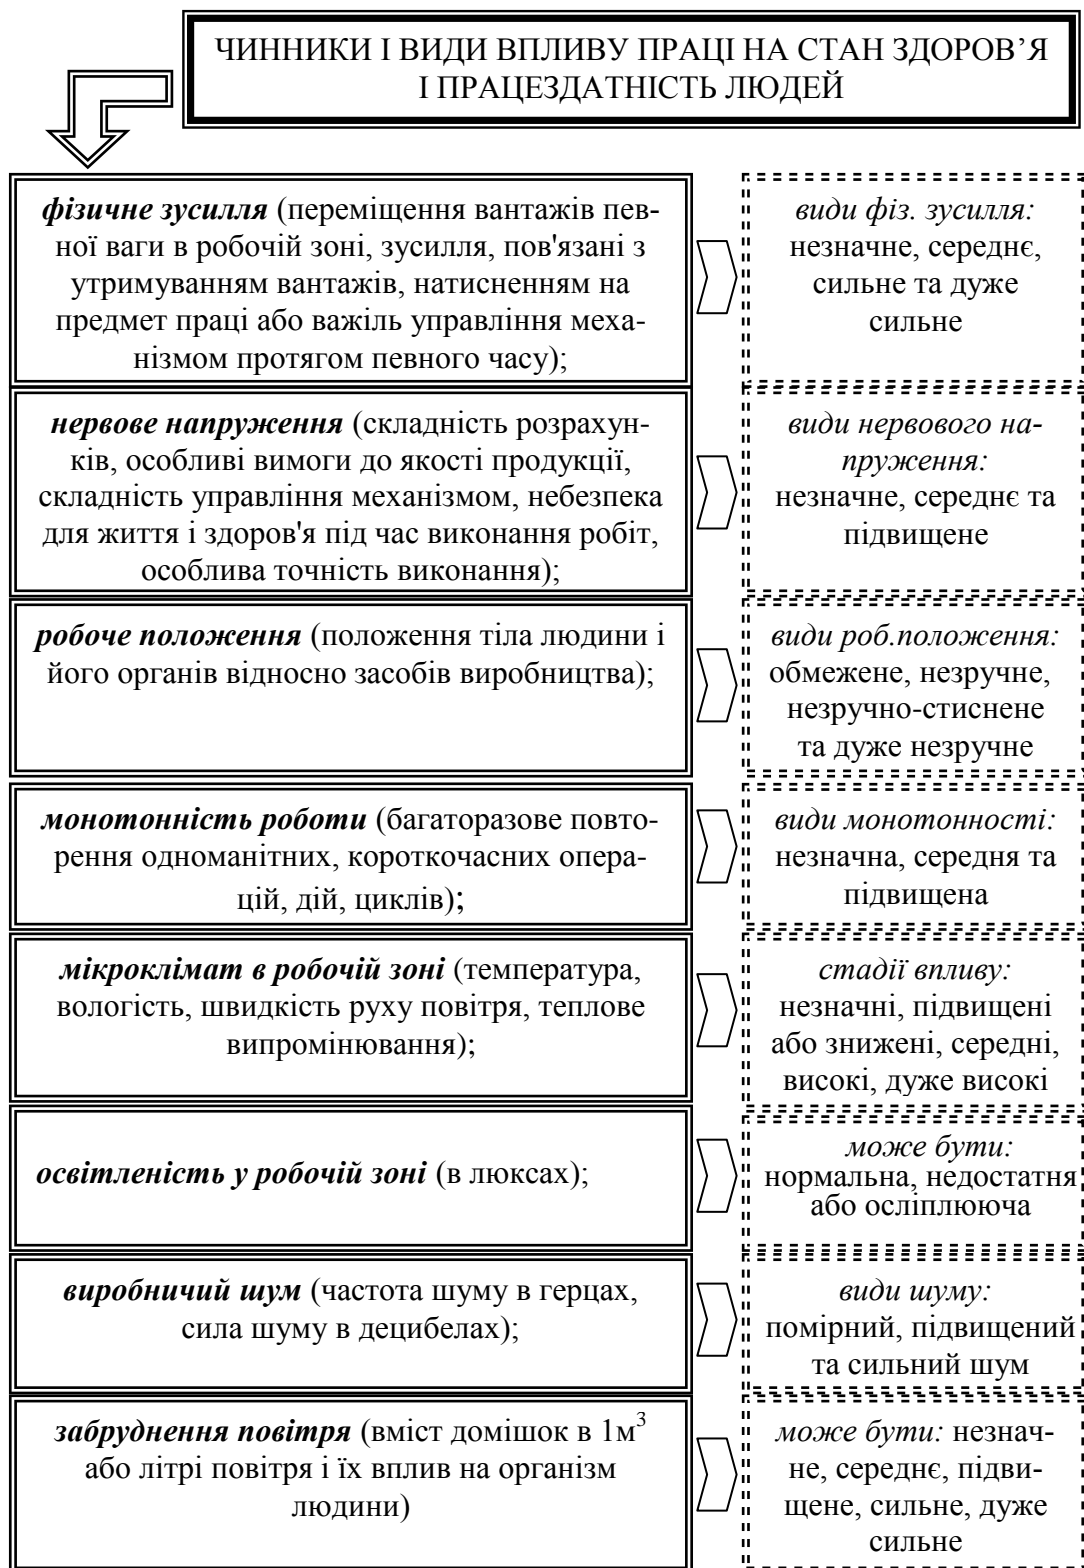 ЧИННИКИ І ВИДИ ВПЛИВУ ПРАЦІ НА СТАН ЗДОРОВ’Я
І ПРАЦЕЗДАТНІСТЬ ЛЮДЕЙ
фізичне зусилля (переміщення вантажів пев-
ної ваги в робочій зоні, зусилля, пов'язані з
утримуванням вантажів, натисненням на
предмет праці або важіль управління меха-
нізмом протягом певного часу);
види фіз. зусилля:
незначне, середнє,
сильне та дуже
сильне
нервове напруження (складність розрахун-
ків, особливі вимоги до якості продукції,
складність управління механізмом, небезпека
для життя і здоров'я під час виконання робіт,
особлива точність виконання);
види нервового на-
пруження:
незначне, середнє та
підвищене
робоче положення (положення тіла людини і
його органів відносно засобів виробництва);
види роб.положення:
обмежене, незручне,
незручно-стиснене
та дуже незручне
монотонність роботи (багаторазове повто-
рення одноманітних, короткочасних опера-
цій, дій, циклів);
види монотонності:
незначна, середня та
підвищена
мікроклімат в робочій зоні (температура,
вологість, швидкість руху повітря, теплове
випромінювання);
стадії впливу:
незначні, підвищені
або знижені, середні,
високі, дуже високі
освітленість у робочій зоні (в люксах);
може бути:
нормальна, недостатня
або осліплююча
виробничий шум (частота шуму в герцах,
сила шуму в децибелах);
види шуму:
помірний, підвищений
та сильний шум
забруднення повітря (вміст домішок в 1м³
або літрі повітря і їх вплив на організм
людини)
може бути: незнач-
не, середнє, підви-
щене, сильне, дуже
сильне